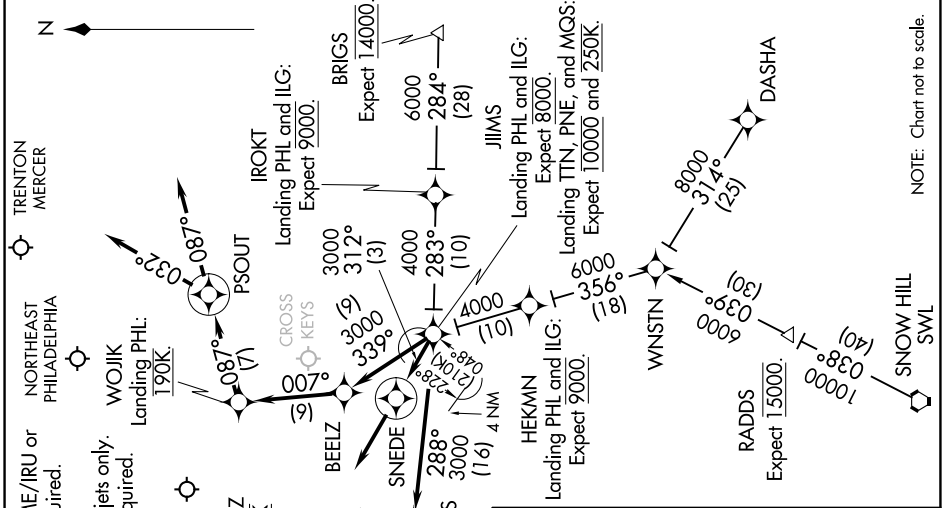 N
TRENTON
MERCER
NORTHEAST
PHILADELPHIA
ME/IRU or
uired.
jets only.
quired.
WOJIK
Landing PHL:
190K.
032°
087°
PSOUT
087°
(7)
CROSS
KEYS
IROKT
Landing PHL and ILG:
Expect 9000.
BRIGS
Expect 14000.
6000
284°
(28)
4000
283°
(10)
3000
312°
(3)
(9)
3000
339°
007°
(9)
BEELZ
SNEDE
JIIMS
Landing PHL and ILG:
Expect 8000.
Landing TTN, PNE, and MQS:
Expect 10000 and 250K.
228°
048°
(210K)
4 NM
288°
3000
(16)
Z
S
4000
(10)
HEKMN
Landing PHL and ILG:
Expect 9000.
6000
356°
(18)
WNSTN
8000
314°
(25)
DASHA
6000
039°
(30)
RADDS
Expect 15000.
10000
038°
(40)
SNOW HILL
SWL
NOTE: Chart not to scale.